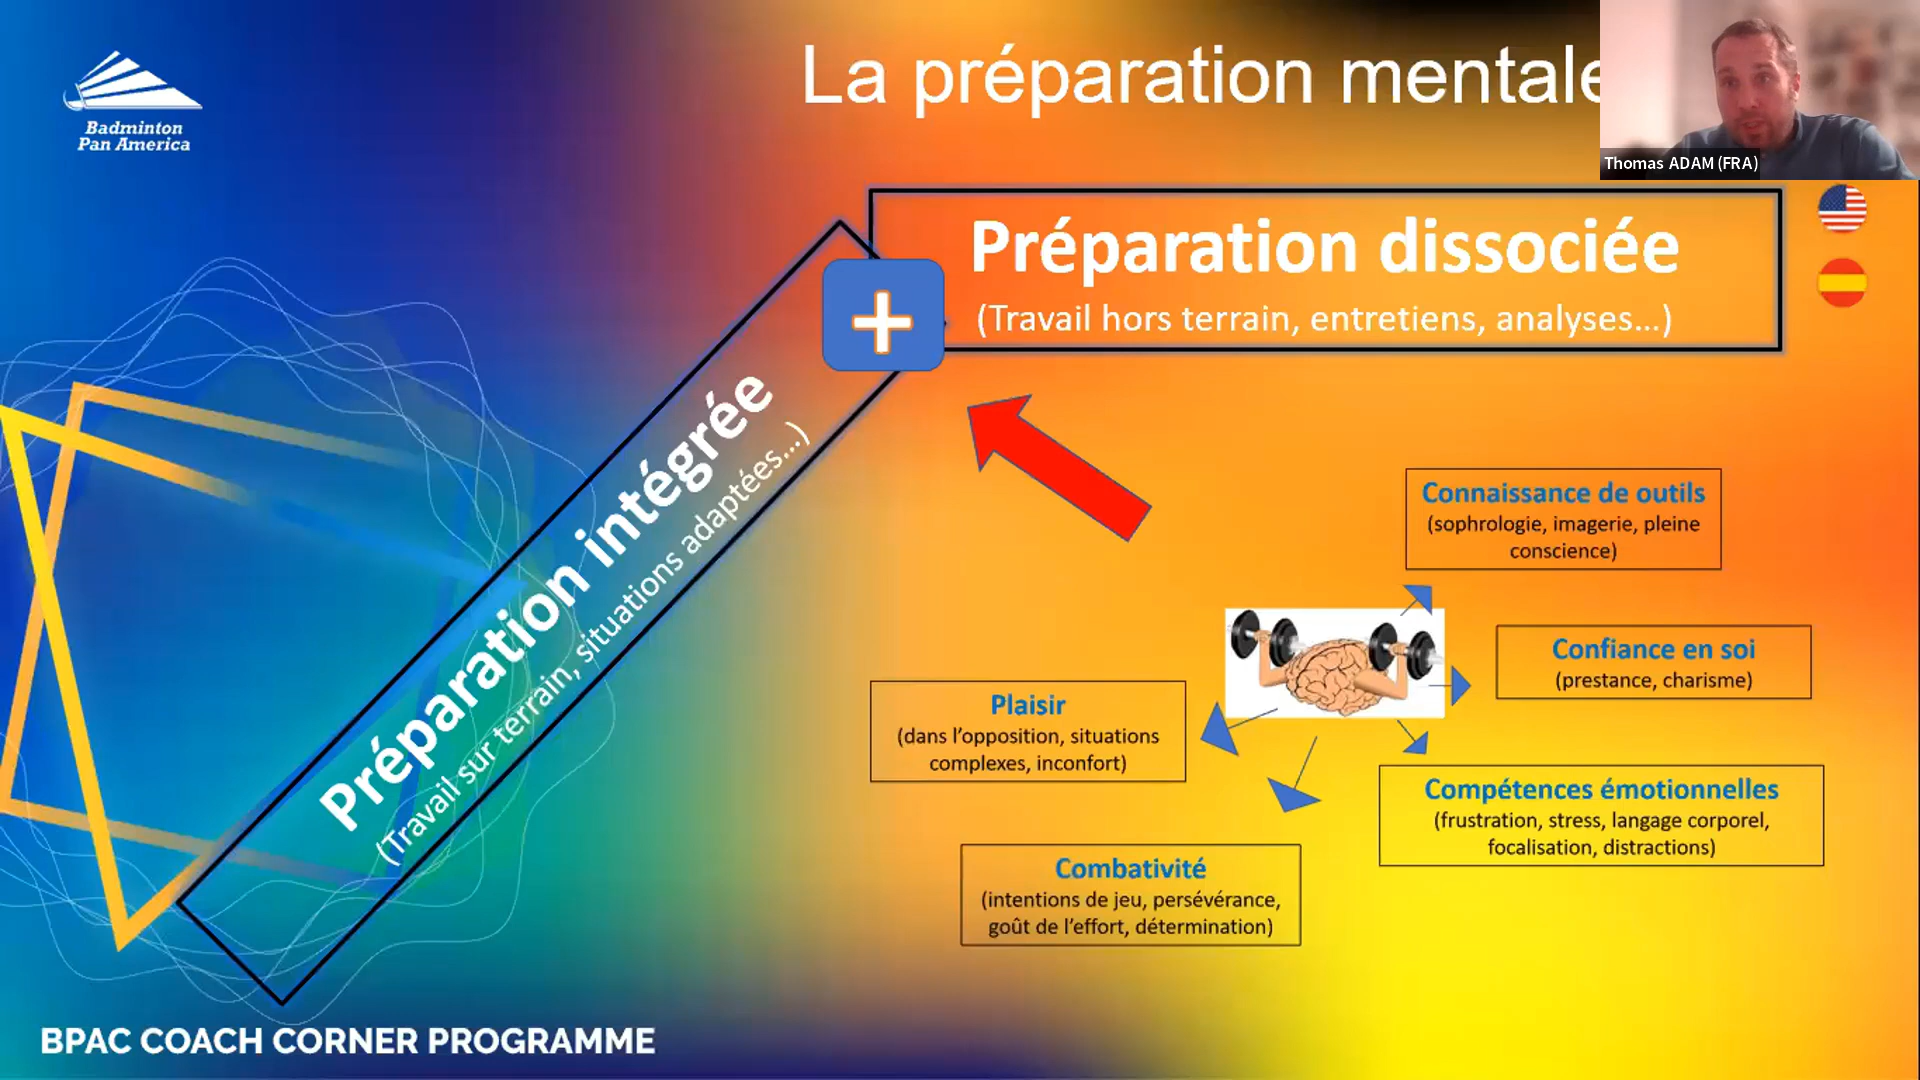 La préparation mentale
Thomas ADAM (FRA)
Badminton
Pan America
Préparation dissociée
(Travail hors terrain, entretiens, analyses...)
Préparation intégrée
(Travail sur terrain, situations adaptées...)
Connaissance de outils
(sophrologie, imagerie, pleine
conscience)
Confiance en soi
(prestance, charisme)
Plaisir
(dans l'opposition, situations
complexes, inconfort)
Compétences émotionnelles
(frustration, stress, langage corporel,
focalisation, distractions)
Combativité
(intentions de jeu, persévérance,
goût de l'effort, détermination)
BPAC COACH CORNER PROGRAMME